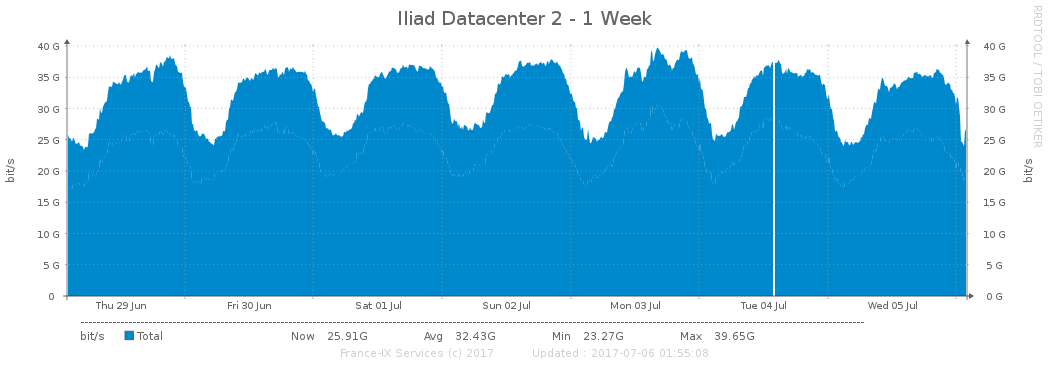 Iliad Datacenter 2 - 1 Week
RRDTOOL / TOBI OETIKER
40 G 40 G
35 G 35 G
30 G 30 G
25 G 25 G
20 G 20 G
15 G 15 G
10 G 10 G
5 G 5 G
0 0 G
bit/s
bit/s
Thu 29 Jun Fri 30 Jun Sat 01 Jul Sun 02 Jul Mon 03 Jul Tue 04 Jul Wed 05 Jul
bit/s Total Now 25.91G Avg 32.43G Min 23.27G Max 39.65G
France-IX Services (c) 2017 Updated : 2017-07-06 01:55:08